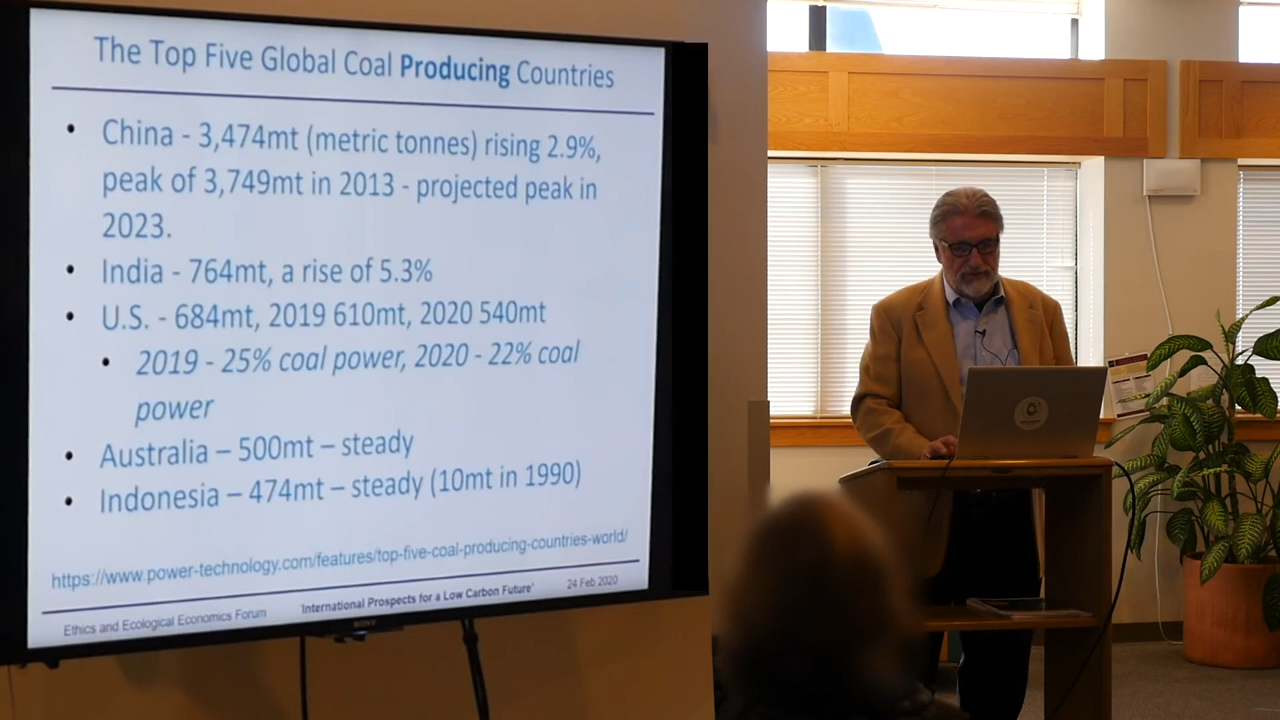 The Top Five Global Coal Producing Countries
• China - 3,474mt (metric tonnes) rising 2.9%,
peak of 3,749mt in 2013 - projected peak in
2023.
• India - 764mt, a rise of 5.3%
• U.S. - 684mt, 2019 610mt, 2020 540mt
• 2019 - 25% coal power, 2020 - 22% coal
power
• Australia – 500mt – steady
• Indonesia – 474mt – steady (10mt in 1990)
https://www.power-technology.com/features/top-five-coal-producing-countries-world/
Ethics and Ecological Economics Forum 'International Prospects for a Low Carbon Future' 24 Feb 2020
SONY